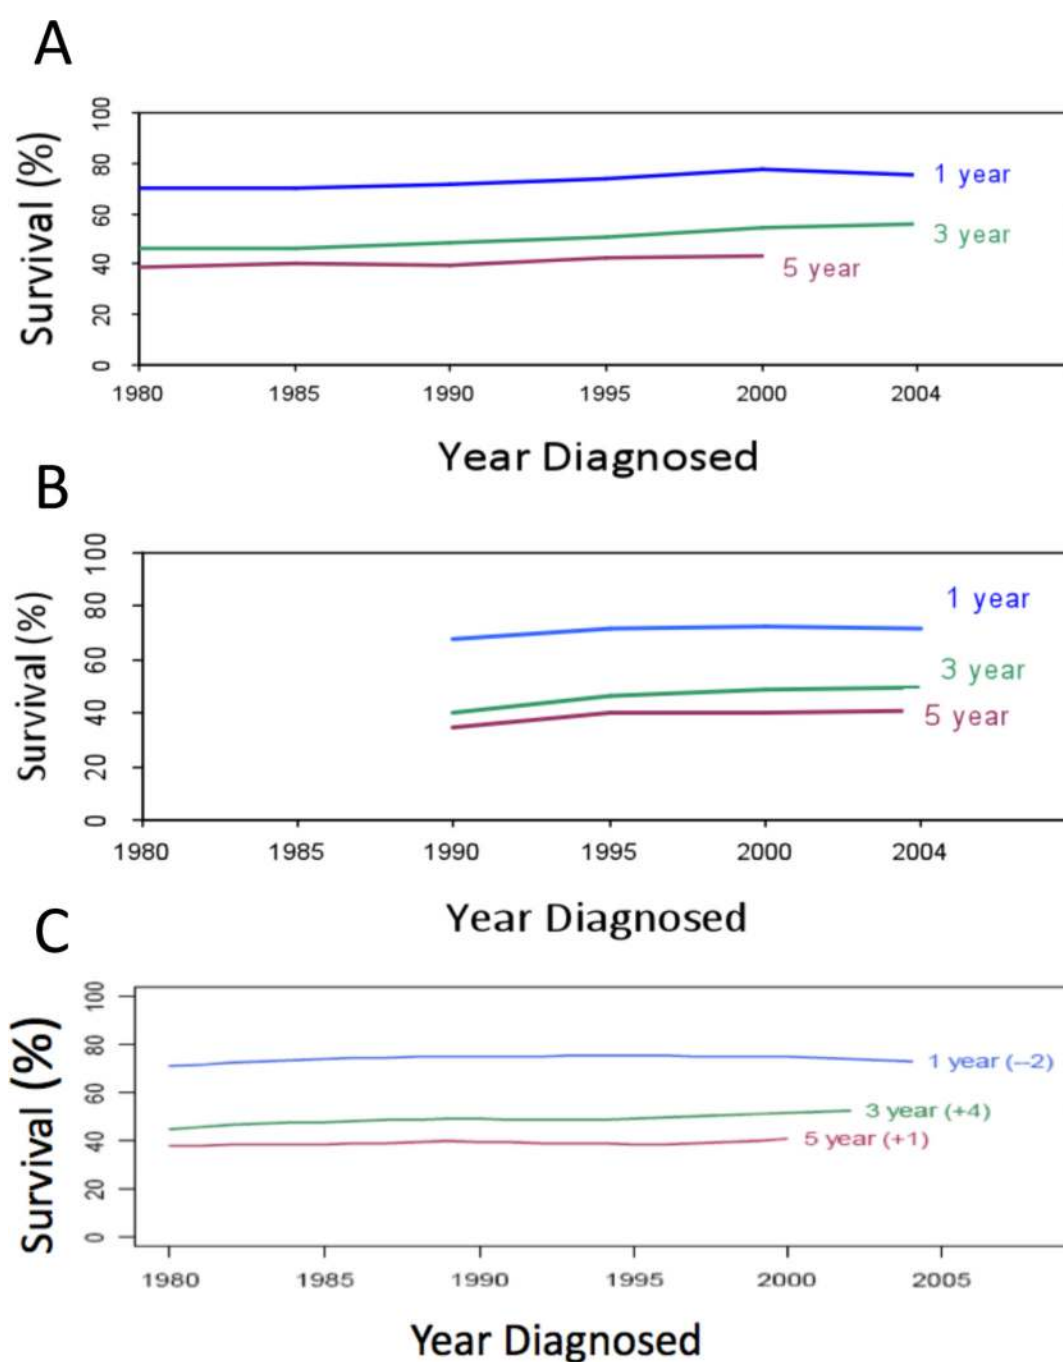 A
Survival (%)
100
80
60
40
20
0
1 year
3 year
5 year
1980 1985 1990 1995 2000 2004
Year Diagnosed
B
Survival (%)
100
80
60
40
20
0
1 year
3 year
5 year
1980 1985 1990 1995 2000 2004
Year Diagnosed
C
Survival (%)
100
80
60
40
20
0
1 year (--2)
3 year (+4)
5 year (+1)
1980 1985 1990 1995 2000 2005
Year Diagnosed